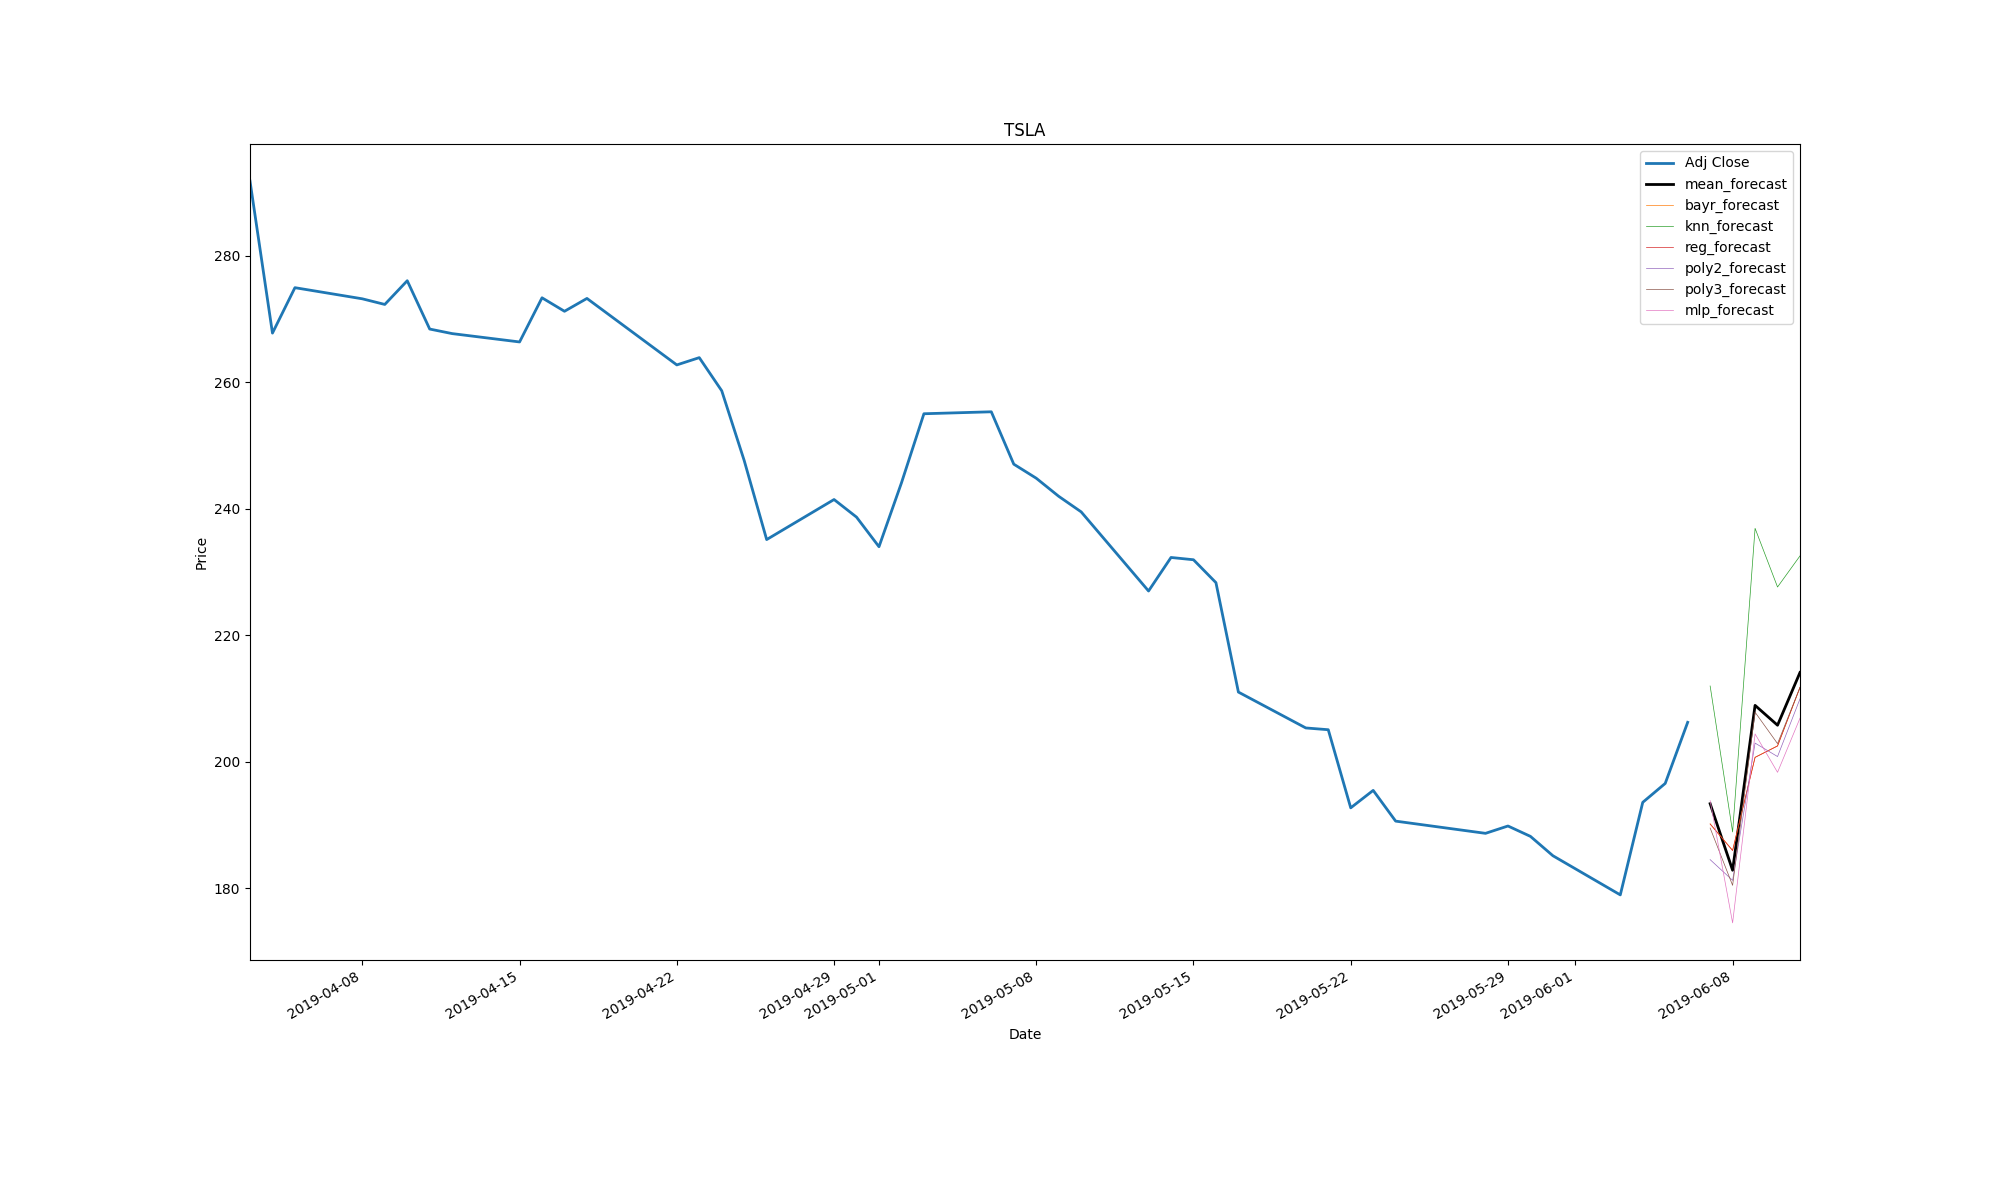 TSLA
Adj Close
mean_forecast
bayr_forecast
knn_forecast
reg_forecast
poly2_forecast
poly3_forecast
mlp_forecast
280
260
240
220
200
180
Price
2019-04-08
2019-04-15
2019-04-22
2019-04-29
2019-05-01
2019-05-08
2019-05-15
2019-05-22
2019-05-29
2019-06-01
2019-06-08
Date